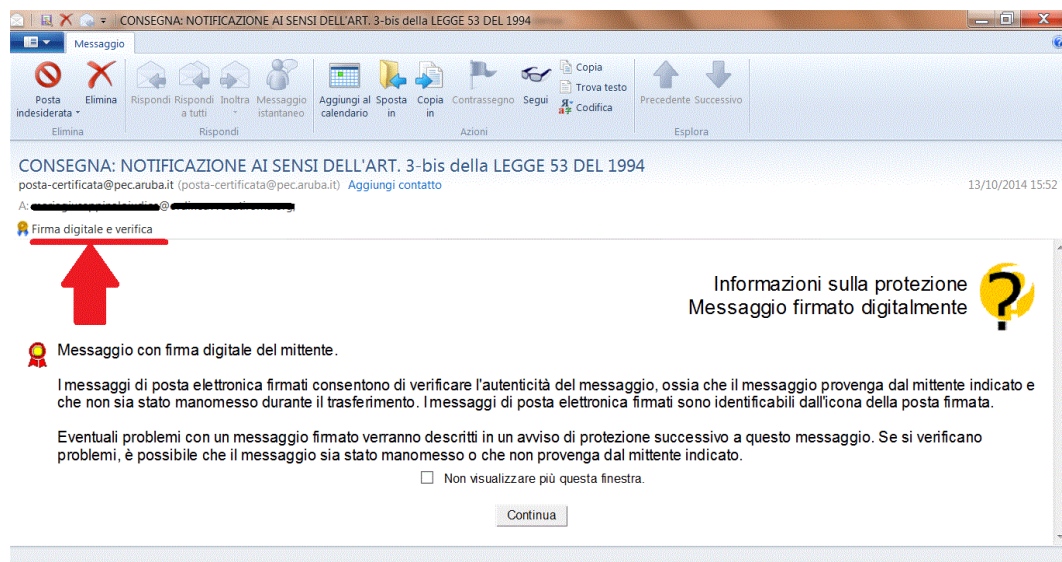 CONSEGNA: NOTIFICAZIONE AI SENSI DELL'ART. 3-bis della LEGGE 53 DEL 1994
Messaggio
Posta indesiderata
Elimina
Rispondi
Rispondi a tutti
Inoltra
Messaggio istantaneo
Aggiungi al calendario
Sposta in
Copia in
Contrassegno
Segui
Copia
Trova testo
Codifica
Precedente
Successivo
Elimina
Rispondi
Azioni
Esplora
CONSEGNA: NOTIFICAZIONE AI SENSI DELL'ART. 3-bis della LEGGE 53 DEL 1994
posta-certificata@pec.aruba.it (posta-certificata@pec.aruba.it) Aggiungi contatto
13/10/2014 15:52
A: @
Firma digitale e verifica
Informazioni sulla protezione
Messaggio firmato digitalmente
Messaggio con firma digitale del mittente.
I messaggi di posta elettronica firmati consentono di verificare l'autenticità del messaggio, ossia che il messaggio provenga dal mittente indicato e
che non sia stato manomesso durante il trasferimento. I messaggi di posta elettronica firmati sono identificabili dall'icona della posta firmata.
Eventuali problemi con un messaggio firmato verranno descritti in un avviso di protezione successivo a questo messaggio. Se si verificano
problemi, è possibile che il messaggio sia stato manomesso o che non provenga dal mittente indicato.
Non visualizzare più questa finestra.
Continua